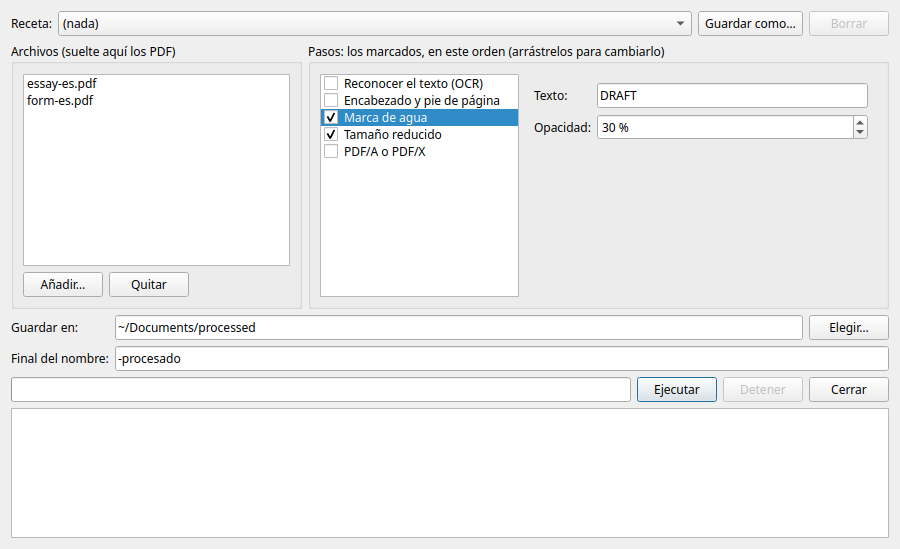 Receta: (nada) Guardar como... Borrar
Archivos (suelte aquí los PDF)
essay-es.pdf
form-es.pdf
Añadir... Quitar
Pasos: los marcados, en este orden (arrástrelos para cambiarlo)
Reconocer el texto (OCR)
Encabezado y pie de página
Marca de agua
Tamaño reducido
PDF/A o PDF/X
Texto: DRAFT
Opacidad: 30 %
Guardar en: ~/Documents/processed Elegir...
Final del nombre: -procesado
Ejecutar Detener Cerrar